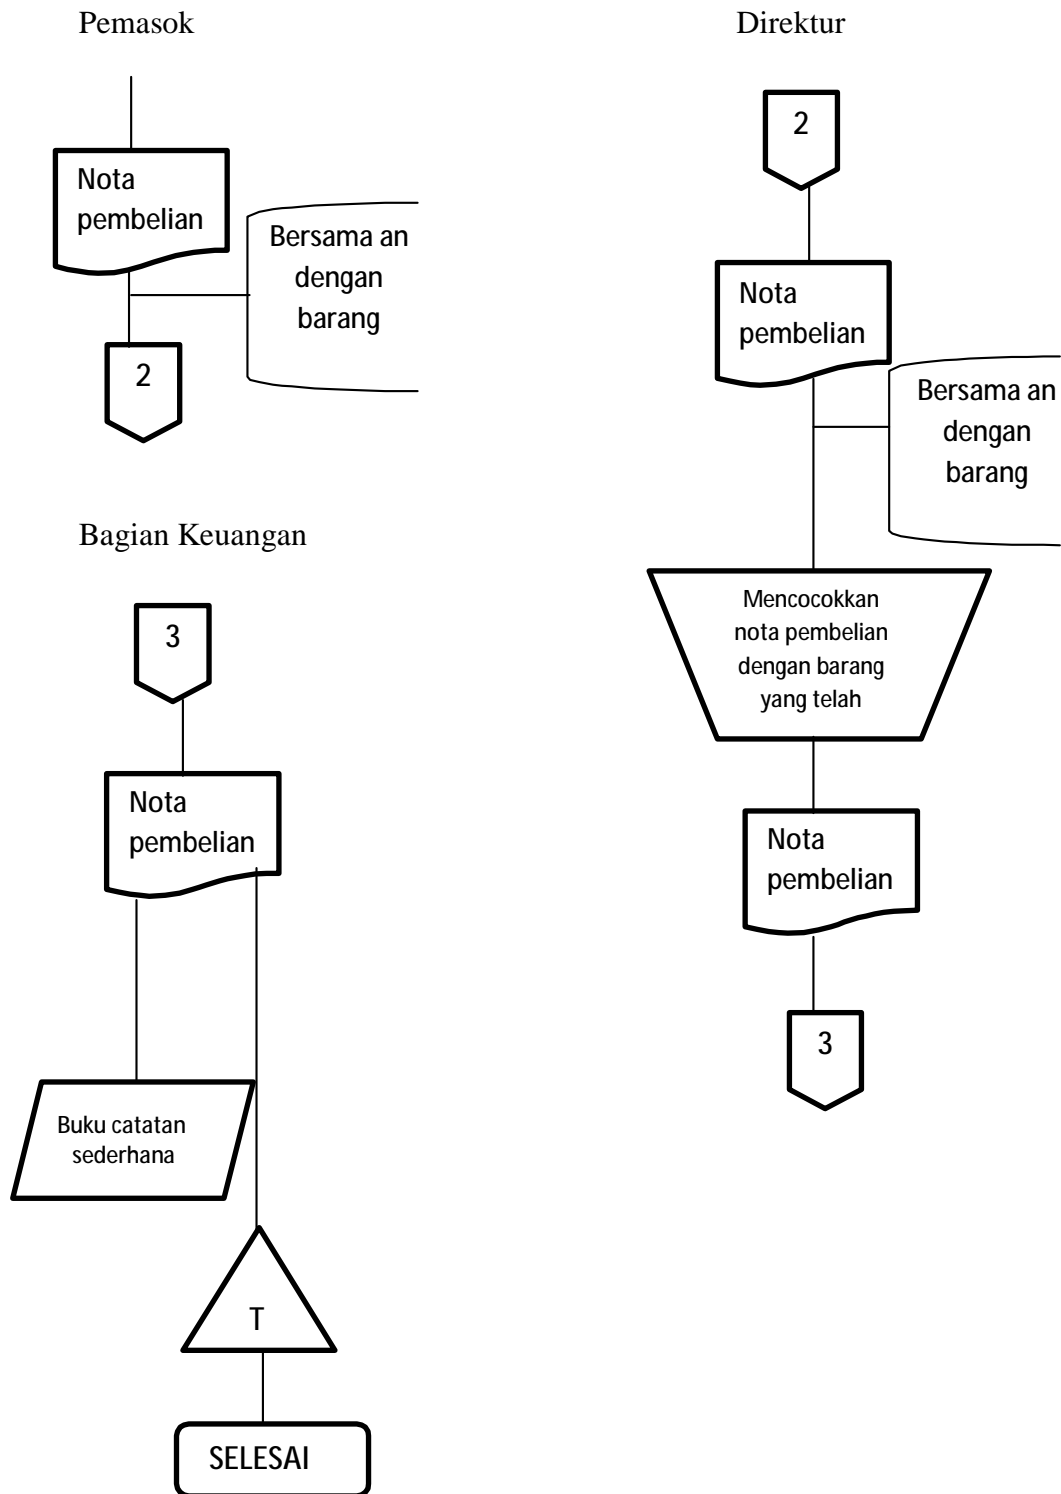 Pemasok
Nota
pembelian
Bersama an
dengan
barang
2
Direktur
2
Nota
pembelian
Bersama an
dengan
barang
Mencocokkan
nota pembelian
dengan barang
yang telah
Nota
pembelian
3
Bagian Keuangan
3
Nota
pembelian
Buku catatan
sederhana
T
SELESAI